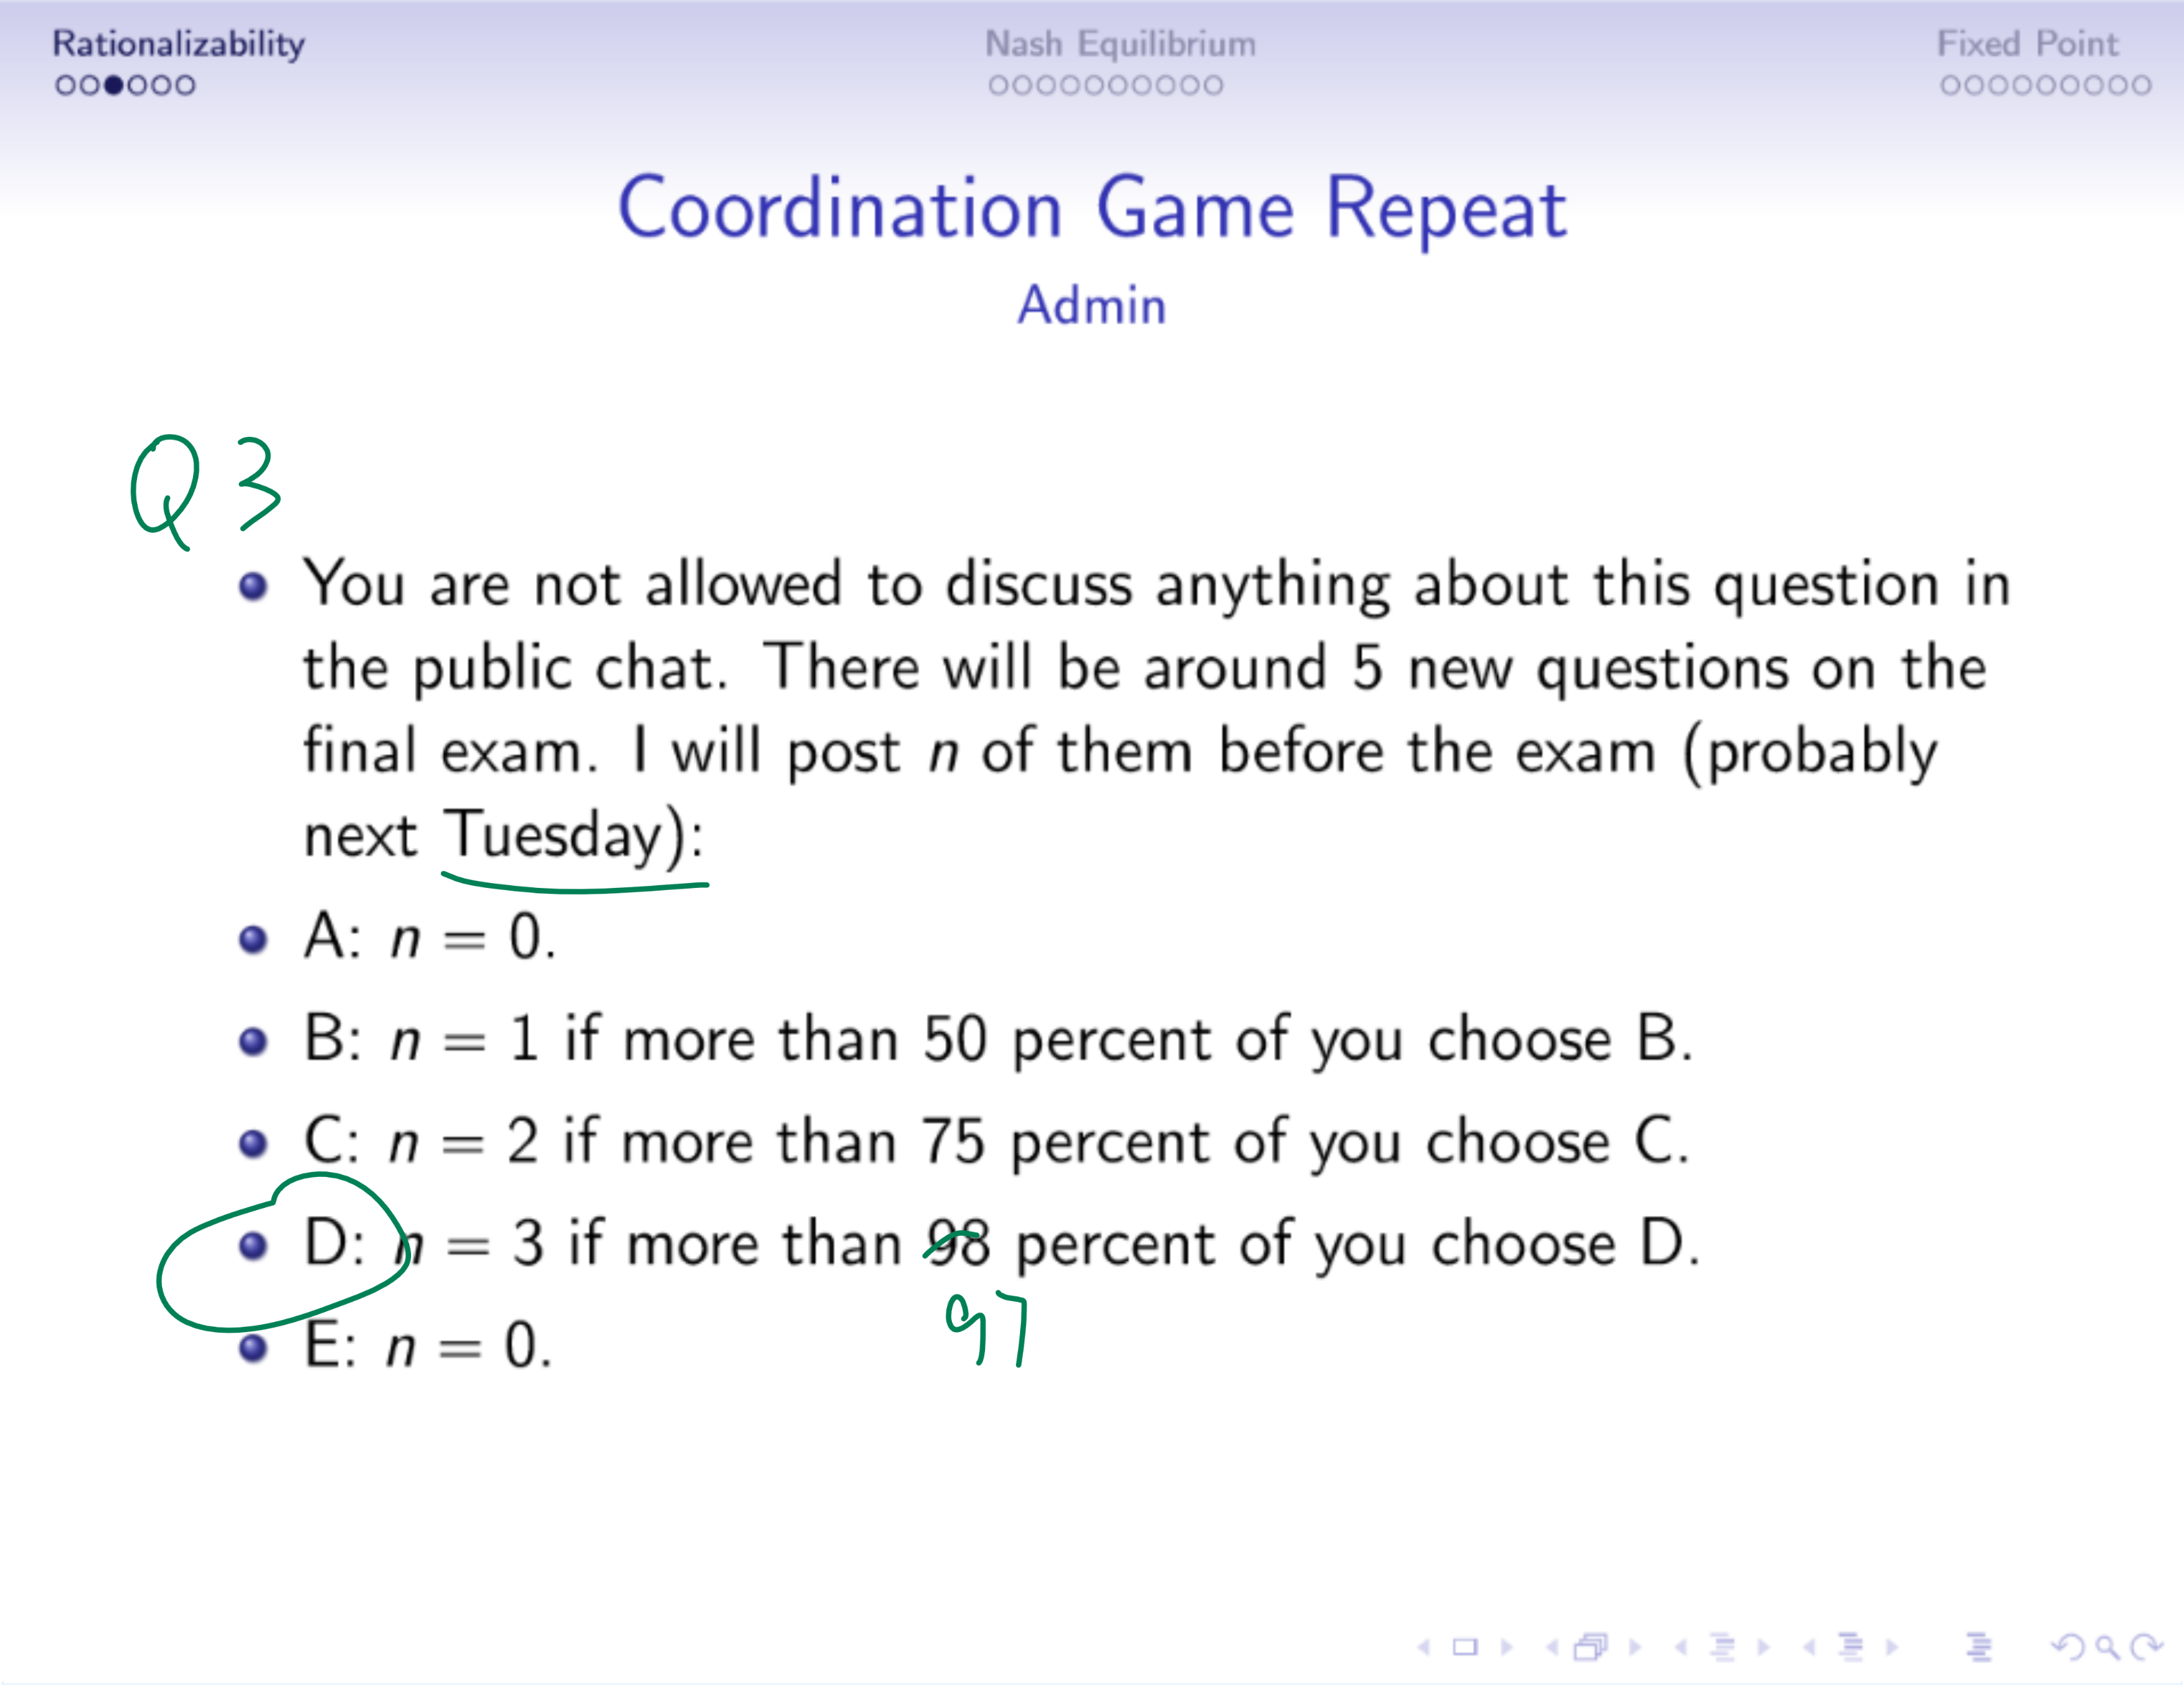 Rationalizability
Nash Equilibrium
Fixed Point
Coordination Game Repeat
Admin
Q3
You are not allowed to discuss anything about this question in
the public chat. There will be around 5 new questions on the
final exam. I will post n of them before the exam (probably
next Tuesday):
A: n = 0.
B: n = 1 if more than 50 percent of you choose B.
C: n = 2 if more than 75 percent of you choose C.
D: n = 3 if more than 98 percent of you choose D.
97
E: n = 0.